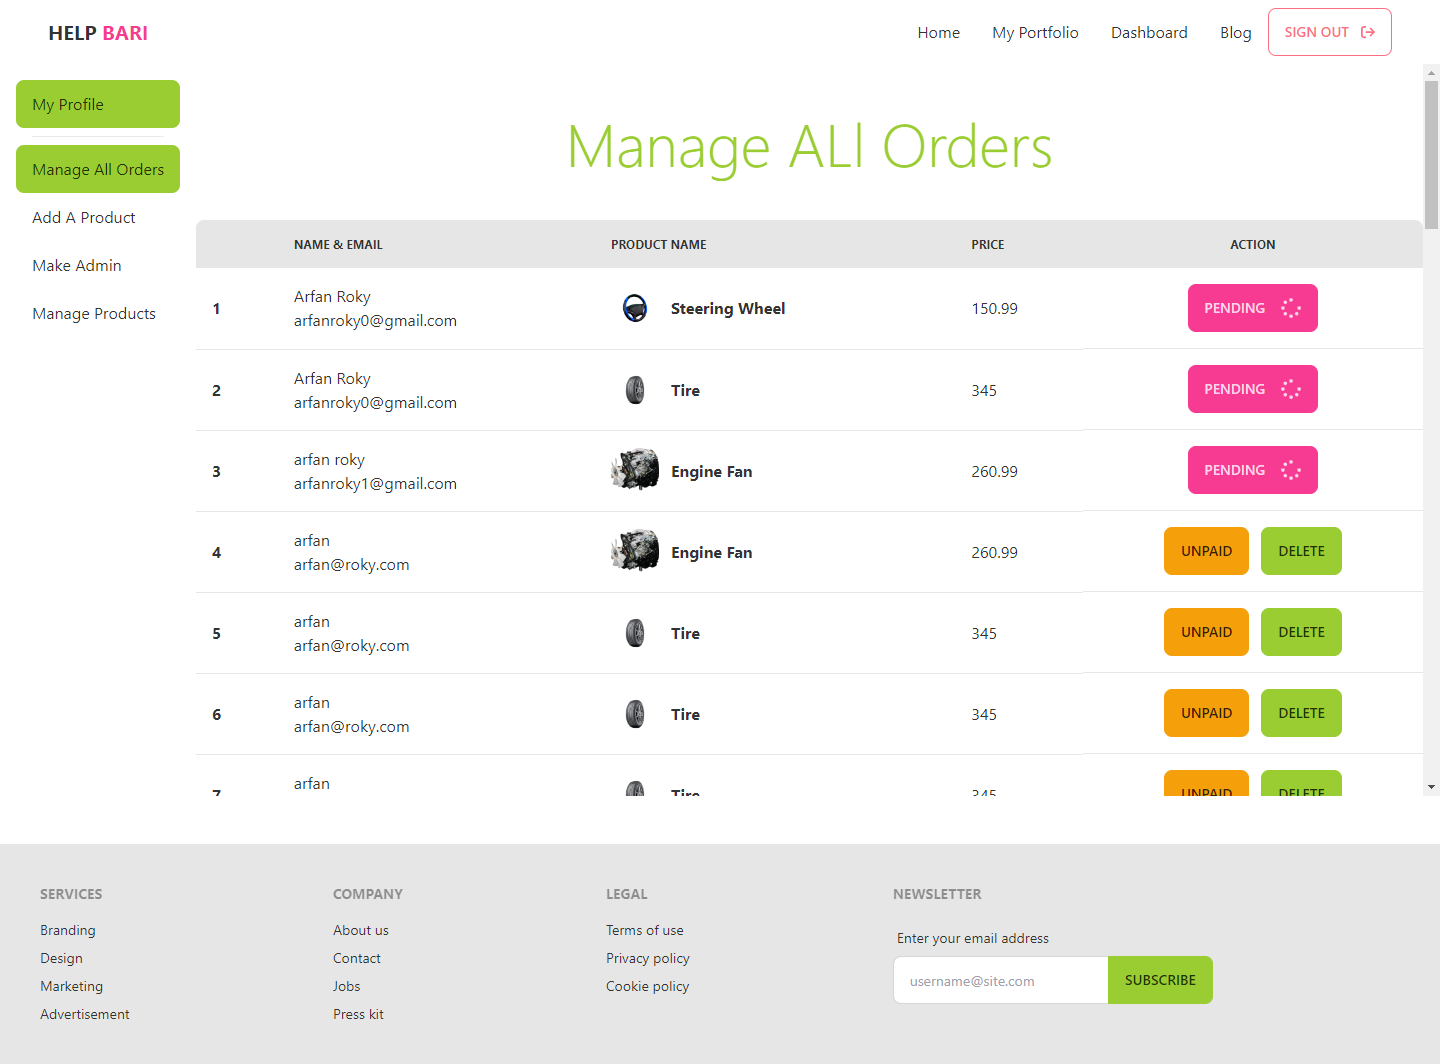 HELP BARI
Home
My Portfolio
Dashboard
Blog
SIGN OUT
My Profile
Manage All Orders
Add A Product
Make Admin
Manage Products
Manage ALl Orders
NAME & EMAIL PRODUCT NAME PRICE ACTION
1 Arfan Roky
arfanroky0@gmail.com
Steering Wheel 150.99 PENDING
2 Arfan Roky
arfanroky0@gmail.com
Tire 345 PENDING
3 arfan roky
arfanroky1@gmail.com
Engine Fan 260.99 PENDING
4 arfan
arfan@roky.com
Engine Fan 260.99 UNPAID DELETE
5 arfan
arfan@roky.com
Tire 345 UNPAID DELETE
6 arfan
arfan@roky.com
Tire 345 UNPAID DELETE
7 arfan
Tire 345 UNPAID DELETE
SERVICES
Branding
Design
Marketing
Advertisement
COMPANY
About us
Contact
Jobs
Press kit
LEGAL
Terms of use
Privacy policy
Cookie policy
NEWSLETTER
Enter your email address
username@site.com
SUBSCRIBE